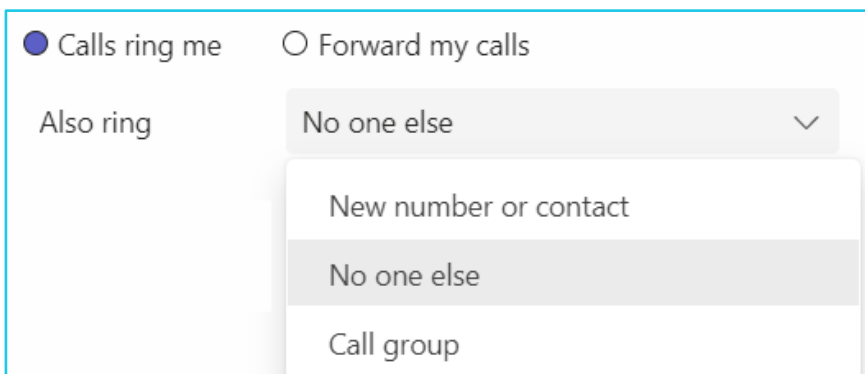 Calls ring me Forward my calls
Also ring No one else
New number or contact
No one else
Call group